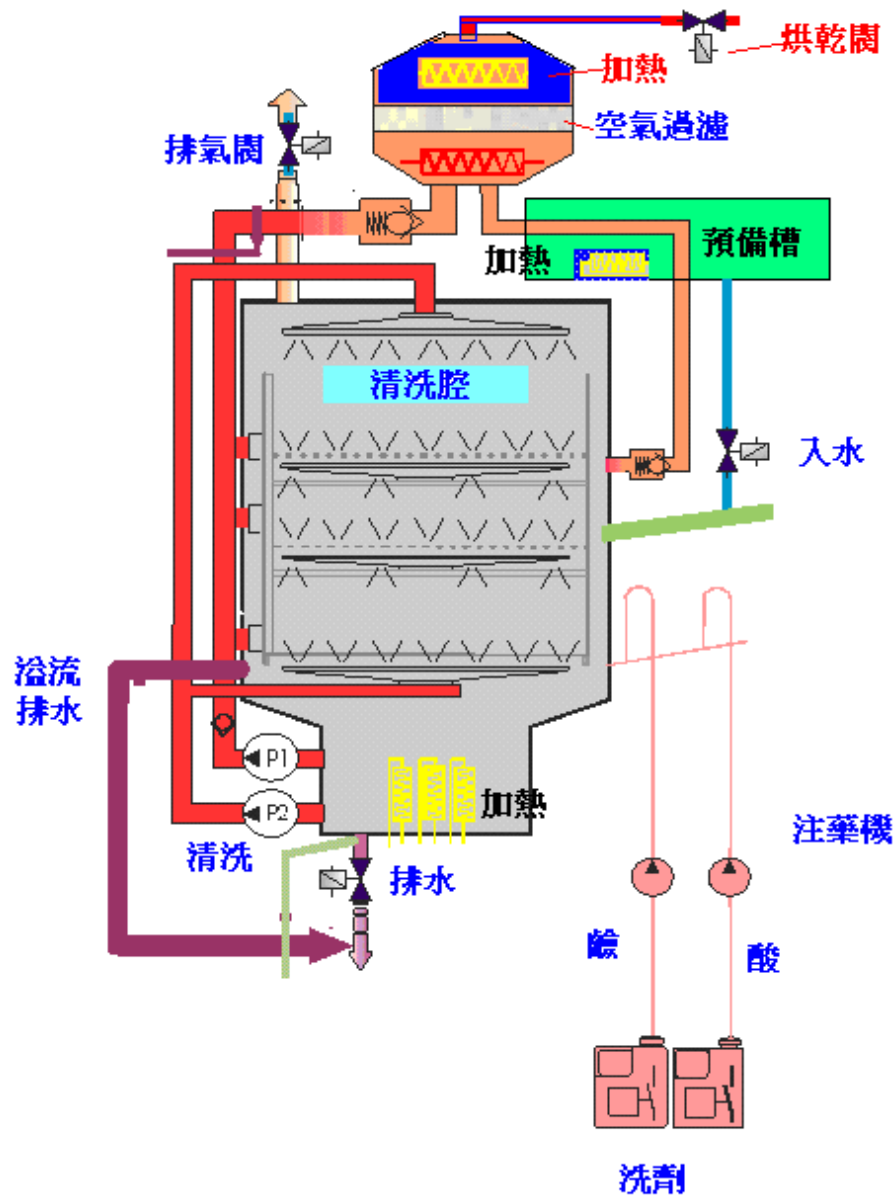 烘乾閥
加熱
空氣過濾
排氣閥
預備槽
加熱
清洗腔
入水
溢流
排水
P1
P2
加熱
清洗
排水
注藥機
鹼
酸
洗劑